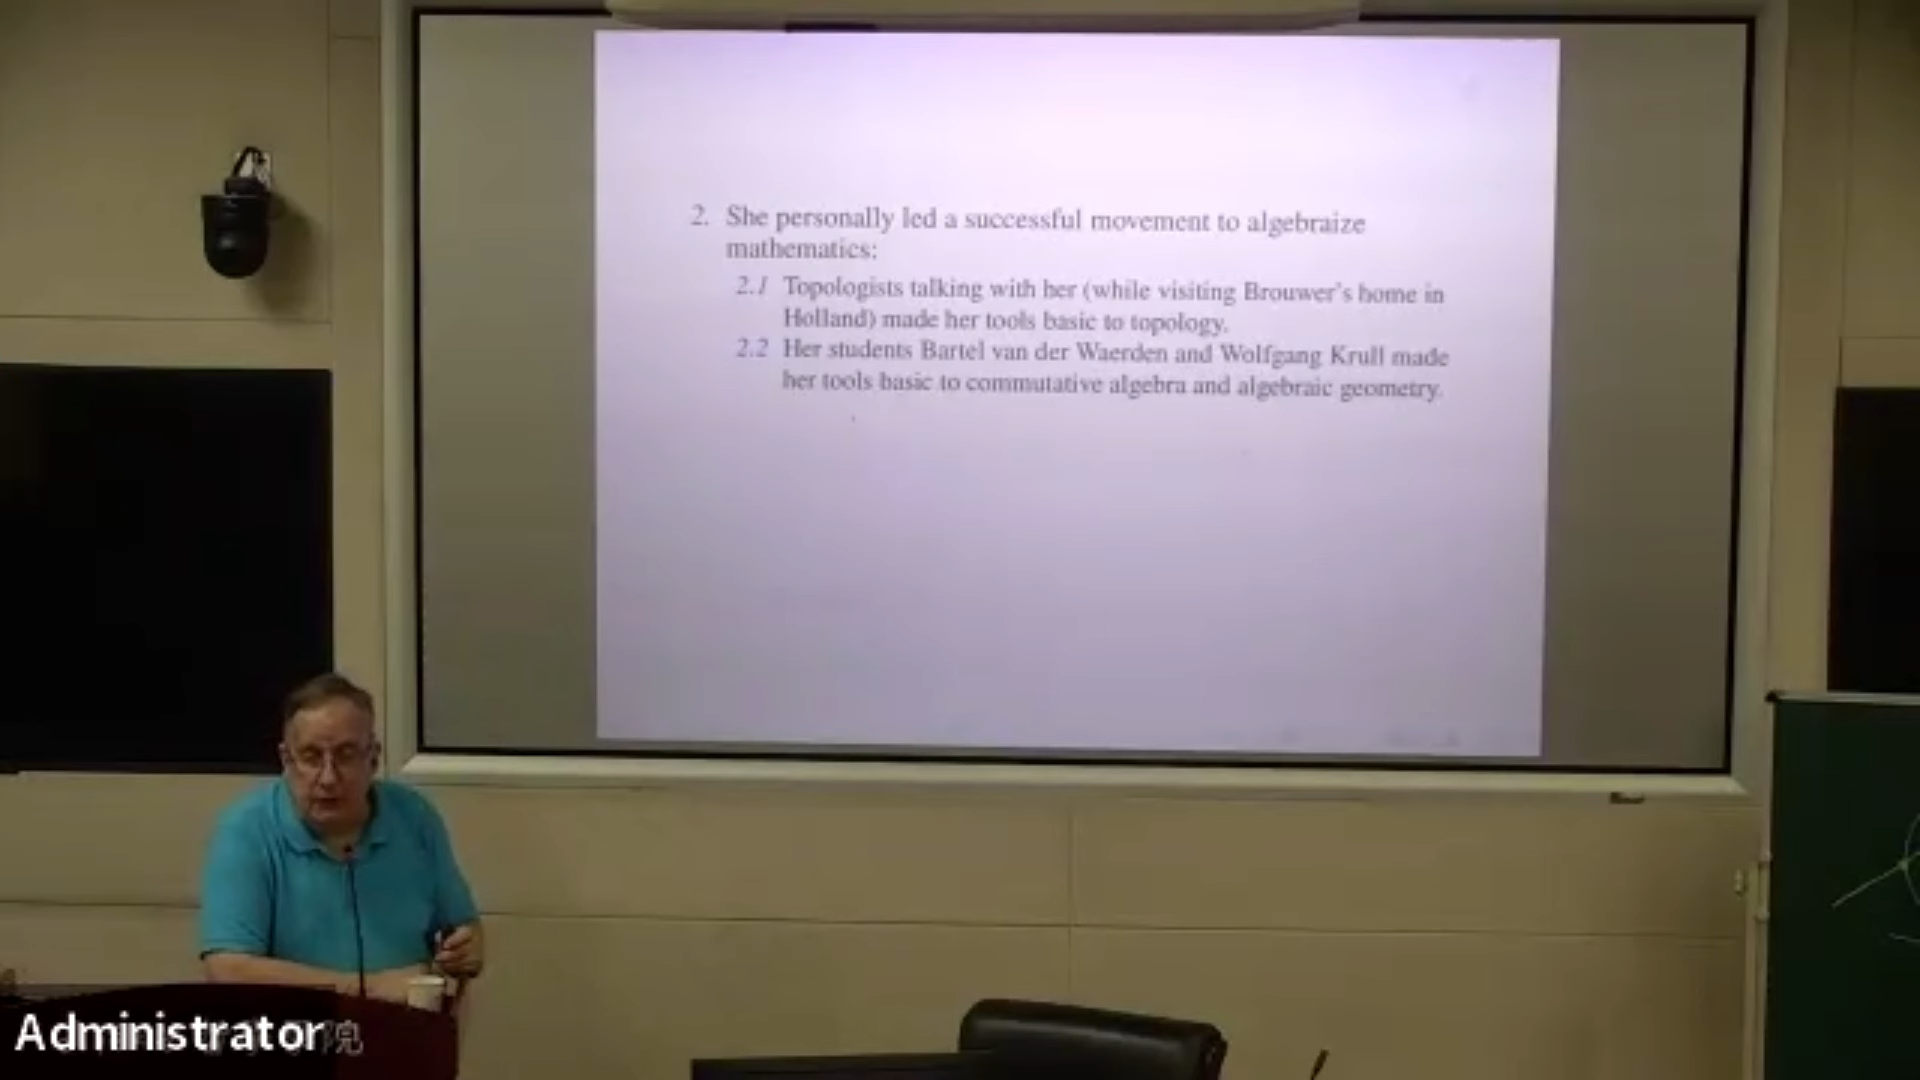 2. She personally led a successful movement to algebraize
mathematics:
2.1 Topologists talking with her (while visiting Brouwer's home in
Holland) made her tools basic to topology.
2.2 Her students Bartel van der Waerden and Wolfgang Krull made
her tools basic to commutative algebra and algebraic geometry.
Administrator
院